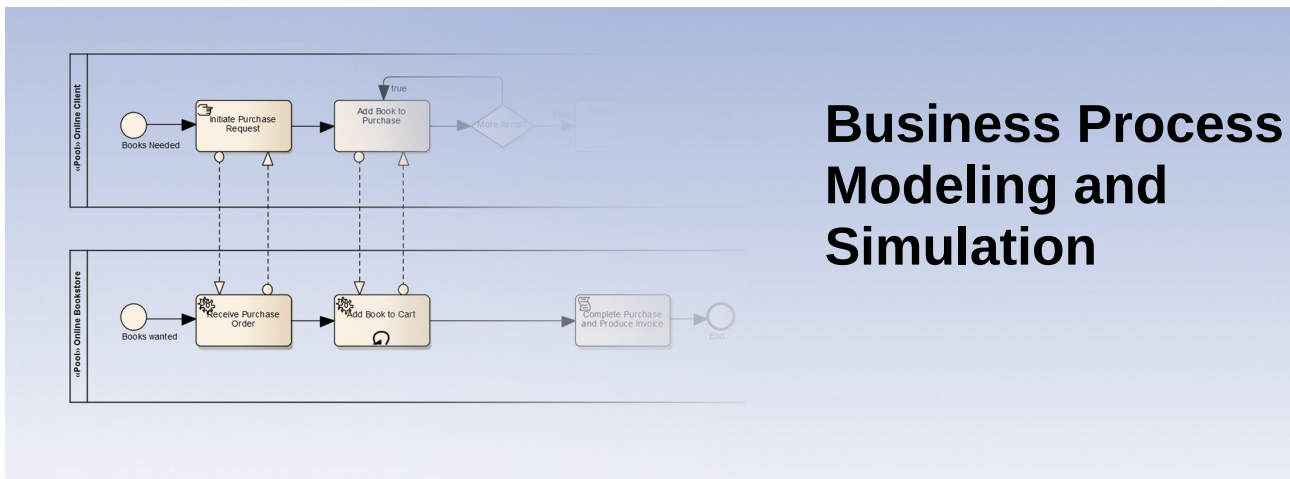 «Pool» Online Client
true
Initiate Purchase
Request
Add Book to
Purchase
More Items?
Books Needed
Business Process
Modeling and
Simulation
«Pool» Online Bookstore
Receive Purchase
Order
Add Book to Cart
Complete Purchase
and Produce Invoice
Books wanted
End